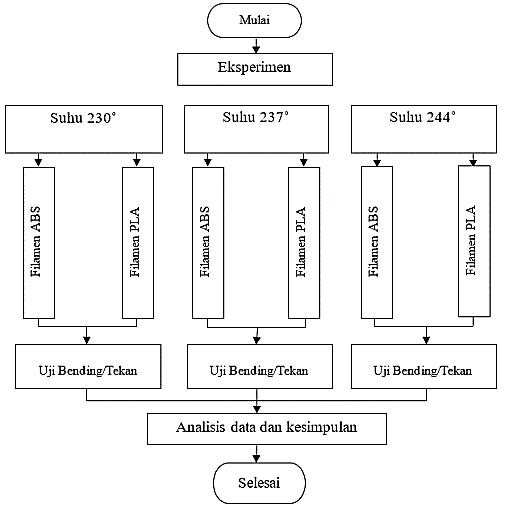 Mulai
Eksperimen
Suhu 230˚
Suhu 237˚
Suhu 244˚
Filamen ABS
Filamen PLA
Filamen ABS
Filamen PLA
Filamen ABS
Filamen PLA
Uji Bending/Tekan
Uji Bending/Tekan
Uji Bending/Tekan
Analisis data dan kesimpulan
Selesai